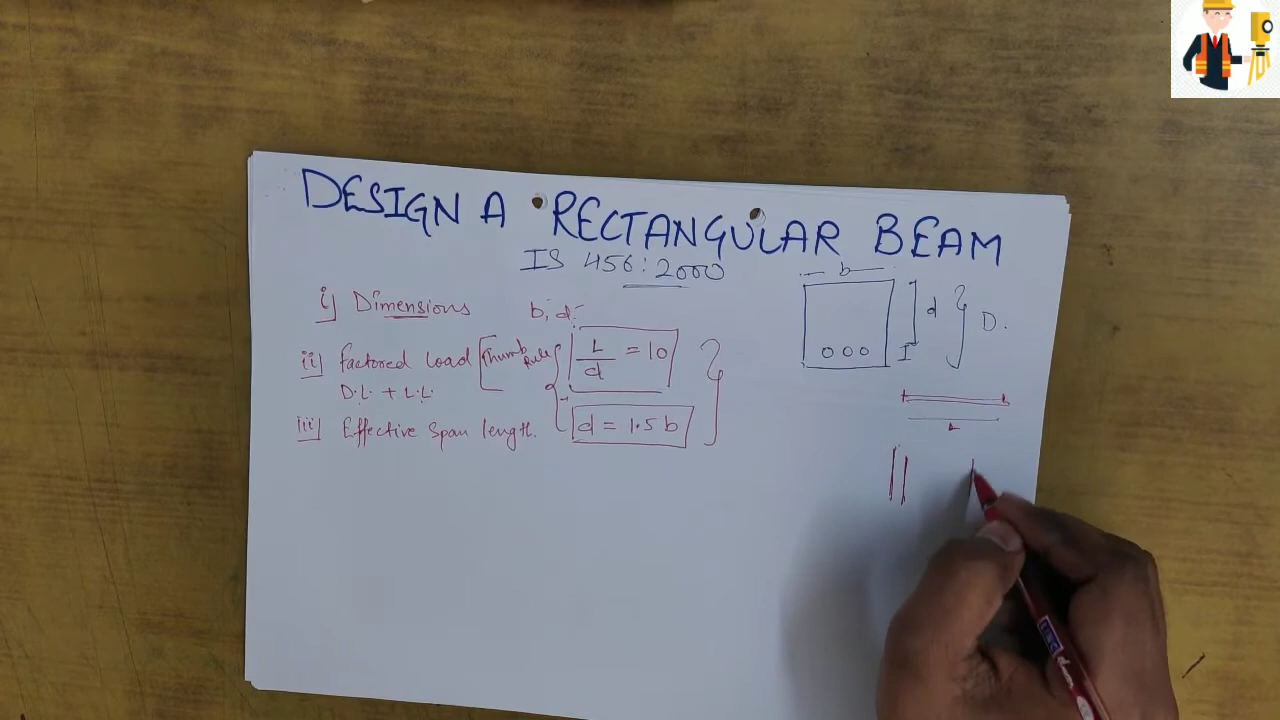 DESIGN A RECTANGULAR BEAM
IS 456:2000
i) Dimensions b, d:
ii) Factored Load [Thumb Rule
D.L. + L.L.
L/d = 10
iii) Effective Span length.
d = 1.5 b
b
d
D.
L